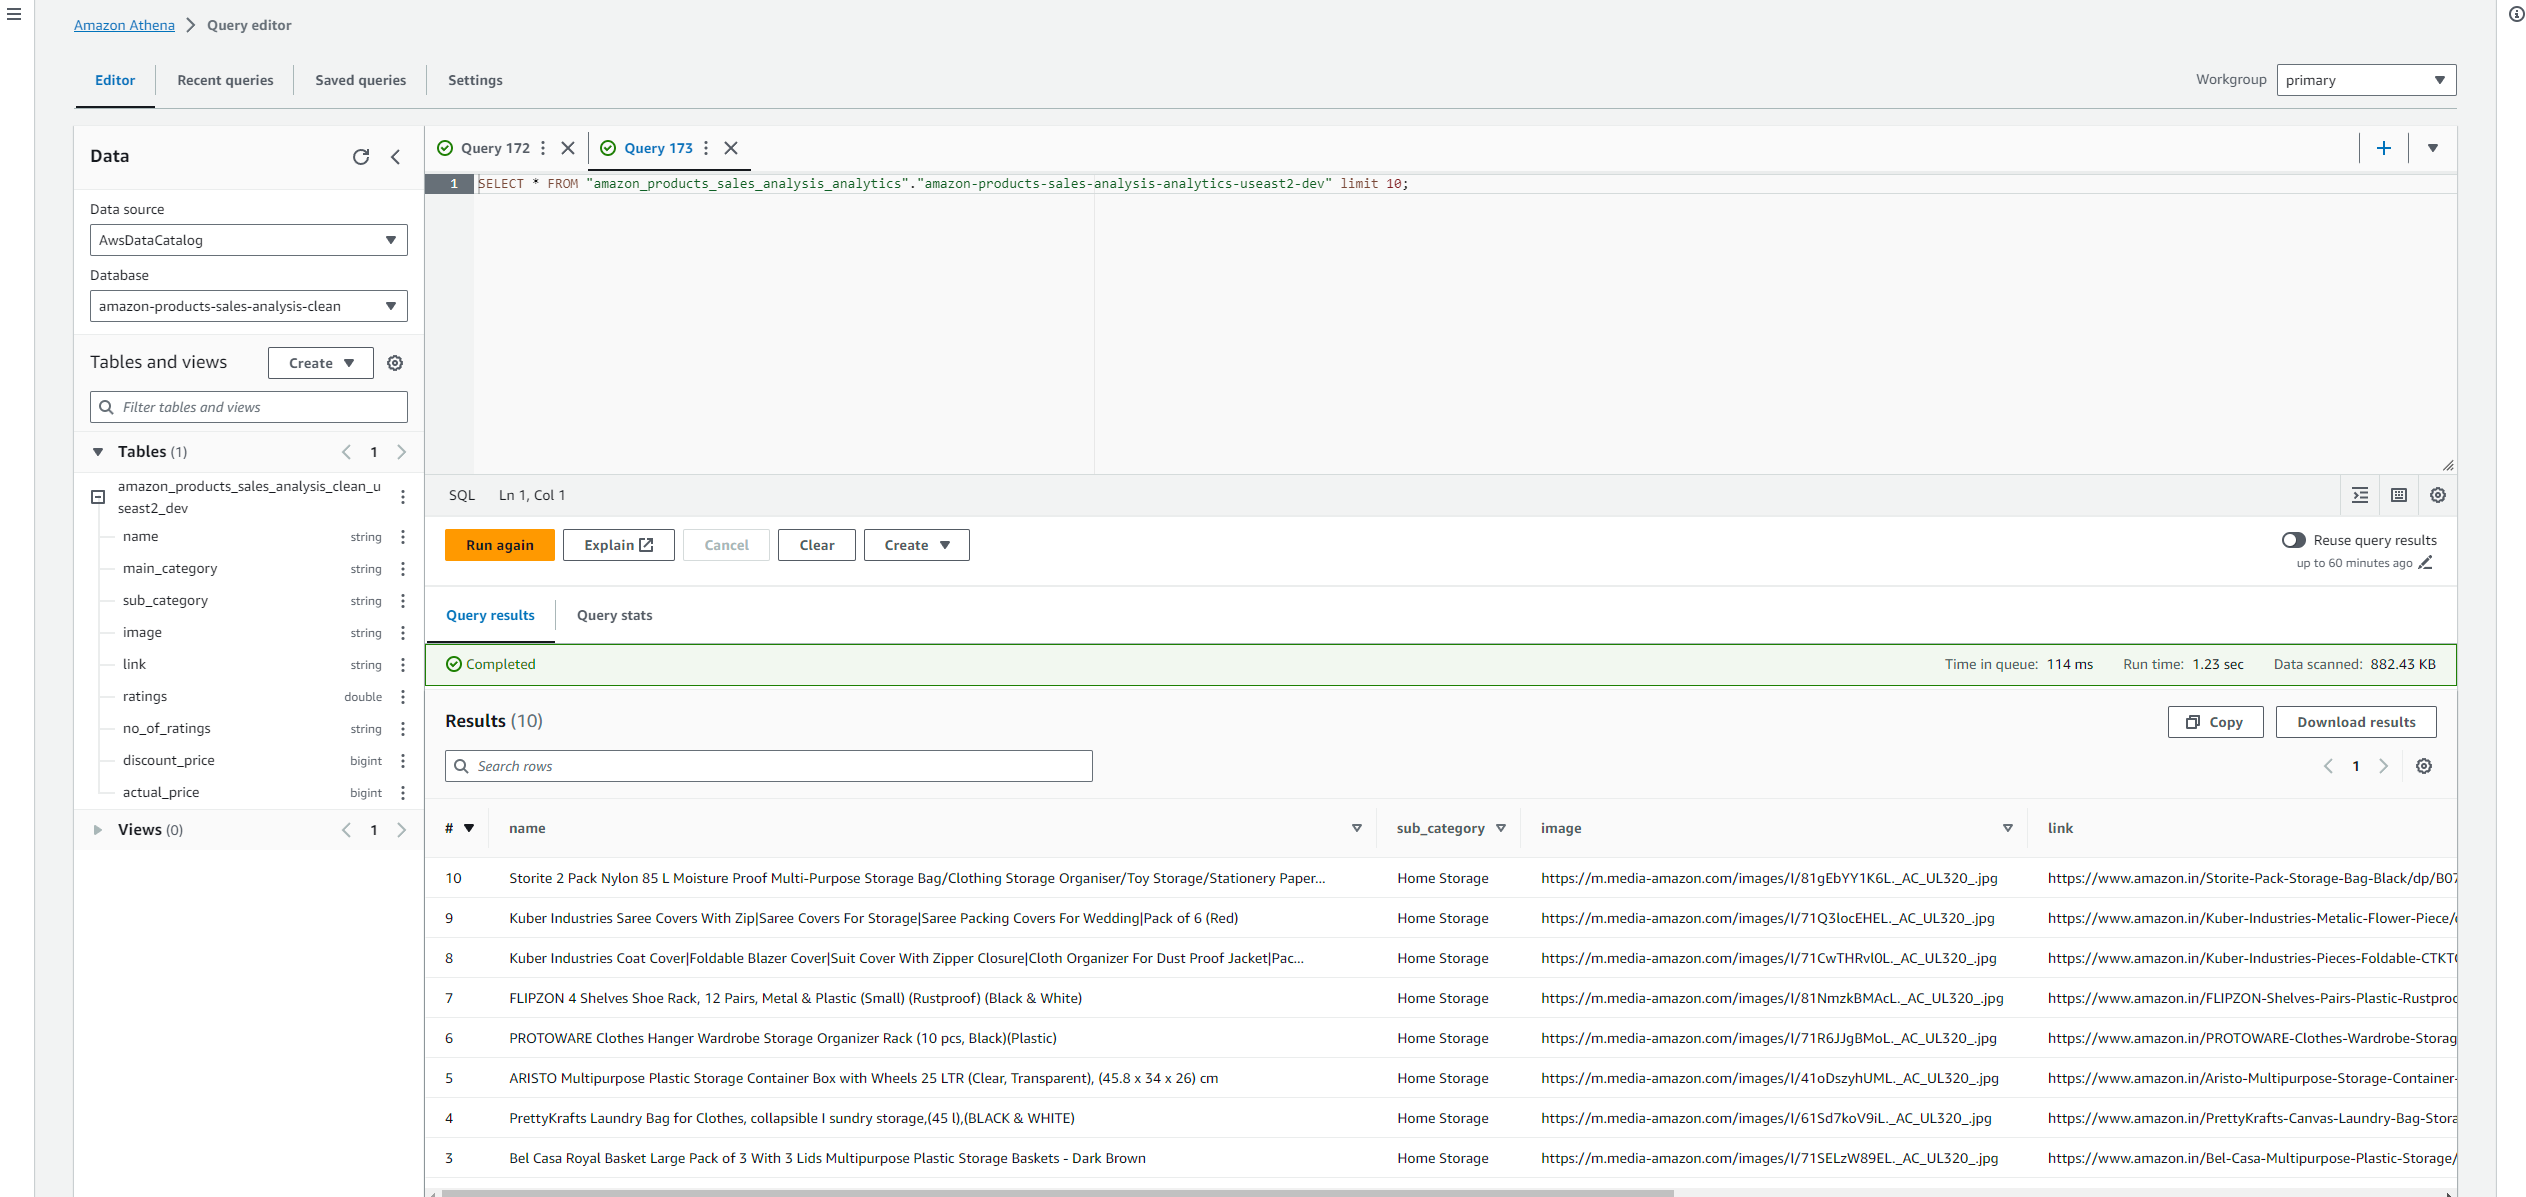 Amazon Athena > Query editor
Editor Recent queries Saved queries Settings
Workgroup primary
Data
Data source
AwsDataCatalog
Database
amazon-products-sales-analysis-clean
Tables and views Create
Filter tables and views
Tables (1) 1
amazon_products_sales_analysis_clean_u
seast2_dev
name string
main_category string
sub_category string
image string
link string
ratings double
no_of_ratings string
discount_price bigint
actual_price bigint
Views (0) 1
Query 172 Query 173
1 SELECT * FROM "amazon_products_sales_analysis_analytics"."amazon-products-sales-analysis-analytics-useast2-dev" limit 10;
SQL Ln 1, Col 1
Run again Explain Cancel Clear Create
Reuse query results
up to 60 minutes ago
Query results Query stats
Completed Time in queue: 114 ms Run time: 1.23 sec Data scanned: 882.43 KB
Results (10) Copy Download results
Search rows 1
# name sub_category image link
10 Storite 2 Pack Nylon 85 L Moisture Proof Multi-Purpose Storage Bag/Clothing Storage Organiser/Toy Storage/Stationery Paper... Home Storage https://m.media-amazon.com/images/I/81gEbYY1K6L._AC_UL320_.jpg https://www.amazon.in/Storite-Pack-Storage-Bag-Black/dp/B07
9 Kuber Industries Saree Covers With Zip|Saree Covers For Storage|Saree Packing Covers For Wedding|Pack of 6 (Red) Home Storage https://m.media-amazon.com/images/I/71Q3locEHEL._AC_UL320_.jpg https://www.amazon.in/Kuber-Industries-Metalic-Flower-Piece/
8 Kuber Industries Coat Cover|Foldable Blazer Cover|Suit Cover With Zipper Closure|Cloth Organizer For Dust Proof Jacket|Pac... Home Storage https://m.media-amazon.com/images/I/71CwTHRvl0L._AC_UL320_.jpg https://www.amazon.in/Kuber-Industries-Pieces-Foldable-CTKT
7 FLIPZON 4 Shelves Shoe Rack, 12 Pairs, Metal & Plastic (Small) (Rustproof) (Black & White) Home Storage https://m.media-amazon.com/images/I/81NmzkBMAcL._AC_UL320_.jpg https://www.amazon.in/FLIPZON-Shelves-Pairs-Plastic-Rustproo
6 PROTOWARE Clothes Hanger Wardrobe Storage Organizer Rack (10 pcs, Black)(Plastic) Home Storage https://m.media-amazon.com/images/I/71R6JJgBMoL._AC_UL320_.jpg https://www.amazon.in/PROTOWARE-Clothes-Wardrobe-Storag
5 ARISTO Multipurpose Plastic Storage Container Box with Wheels 25 LTR (Clear, Transparent), (45.8 x 34 x 26) cm Home Storage https://m.media-amazon.com/images/I/41oDszyhUML._AC_UL320_.jpg https://www.amazon.in/Aristo-Multipurpose-Storage-Container-
4 PrettyKrafts Laundry Bag for Clothes, collapsible I sundry storage,(45 l),(BLACK & WHITE) Home Storage https://m.media-amazon.com/images/I/61Sd7koV9iL._AC_UL320_.jpg https://www.amazon.in/PrettyKrafts-Canvas-Laundry-Bag-Stora
3 Bel Casa Royal Basket Large Pack of 3 With 3 Lids Multipurpose Plastic Storage Baskets - Dark Brown Home Storage https://m.media-amazon.com/images/I/71SELzW89EL._AC_UL320_.jpg https://www.amazon.in/Bel-Casa-Multipurpose-Plastic-Storage/